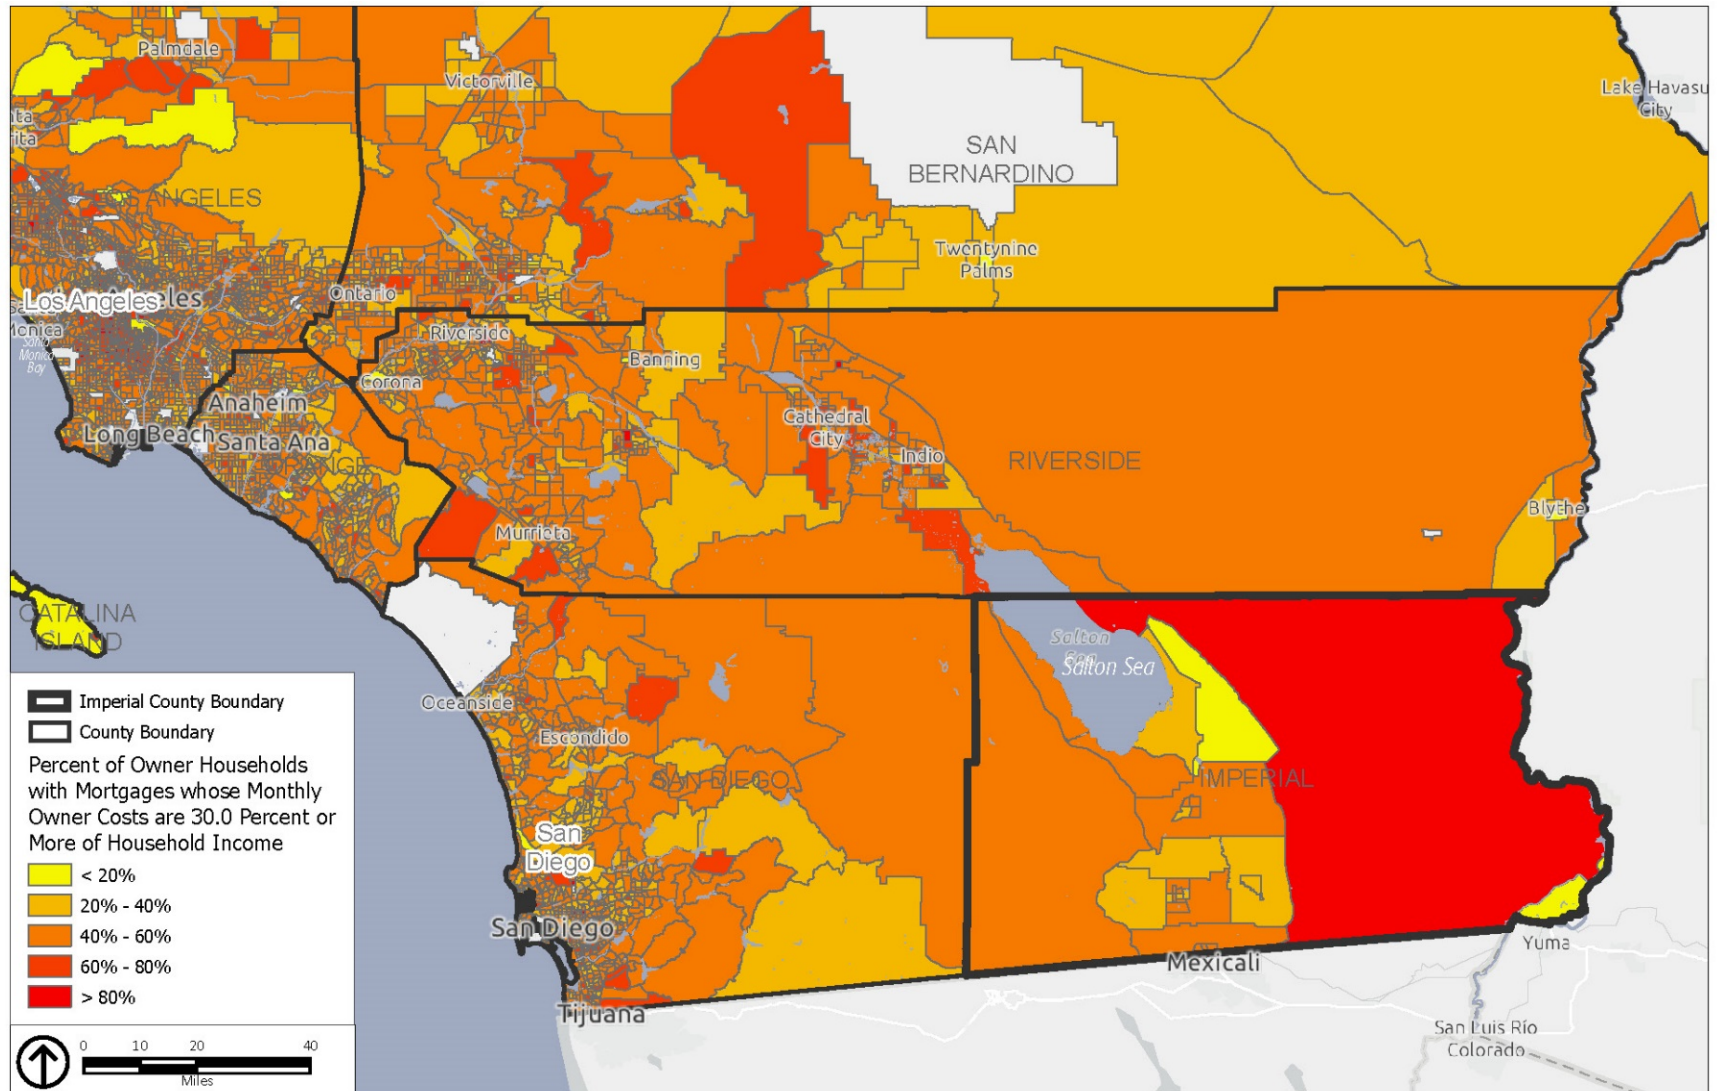 Palmdale
Victorville
Lake Havasu
City
SAN
BERNARDINO
ANGELES
Twentynine
Palms
Ontario
Los Angeles
Monica
Santa
Monica
Bay
Riverside
Banning
Corona
Anaheim
Long Beach
Santa Ana
Cathedral
City
Indio
RIVERSIDE
Blythe
Murrieta
CATALINA
ISLAND
Salton
Sea
Salton Sea
Oceanside
Escondido
SAN DIEGO
IMPERIAL
San
Diego
San Diego
Yuma
Mexicali
Tijuana
San Luis Río
Colorado
Imperial County Boundary
County Boundary
Percent of Owner Households
with Mortgages whose Monthly
Owner Costs are 30.0 Percent or
More of Household Income
< 20%
20% - 40%
40% - 60%
60% - 80%
> 80%
0 10 20 40
Miles